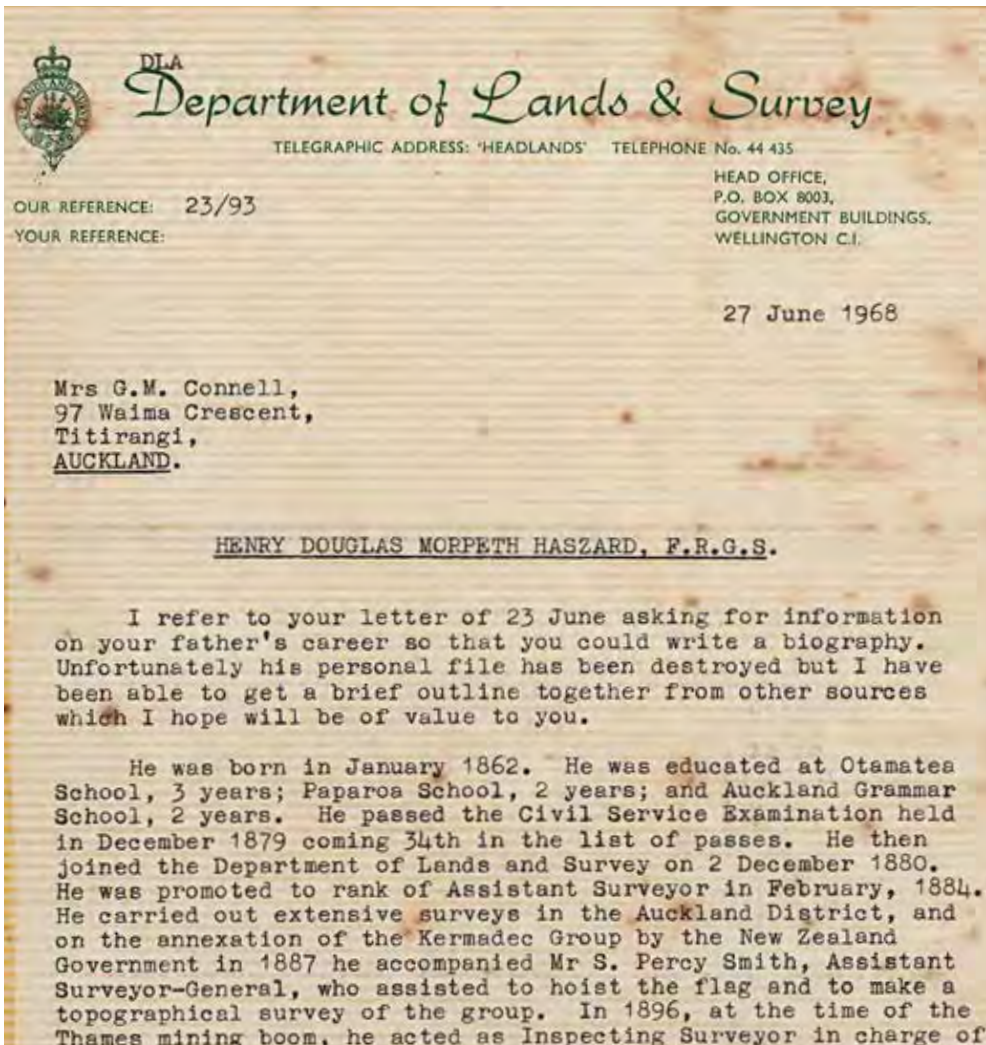 DLA
Department of Lands & Survey
TELEGRAPHIC ADDRESS: 'HEADLANDS' TELEPHONE No. 44 435
HEAD OFFICE,
P.O. BOX 8003,
GOVERNMENT BUILDINGS,
WELLINGTON C.I.
OUR REFERENCE: 23/93
YOUR REFERENCE:
27 June 1968
Mrs G.M. Connell,
97 Waima Crescent,
Titirangi,
AUCKLAND.
HENRY DOUGLAS MORPETH HASZARD, F.R.G.S.
I refer to your letter of 23 June asking for information
on your father's career so that you could write a biography.
Unfortunately his personal file has been destroyed but I have
been able to get a brief outline together from other sources
which I hope will be of value to you.
He was born in January 1862. He was educated at Otamatea
School, 3 years; Paparoa School, 2 years; and Auckland Grammar
School, 2 years. He passed the Civil Service Examination held
in December 1879 coming 34th in the list of passes. He then
joined the Department of Lands and Survey on 2 December 1880.
He was promoted to rank of Assistant Surveyor in February, 1884.
He carried out extensive surveys in the Auckland District, and
on the annexation of the Kermadec Group by the New Zealand
Government in 1887 he accompanied Mr S. Percy Smith, Assistant
Surveyor-General, who assisted to hoist the flag and to make a
topographical survey of the group. In 1896, at the time of the
Thames mining boom, he acted as Inspecting Surveyor in charge of